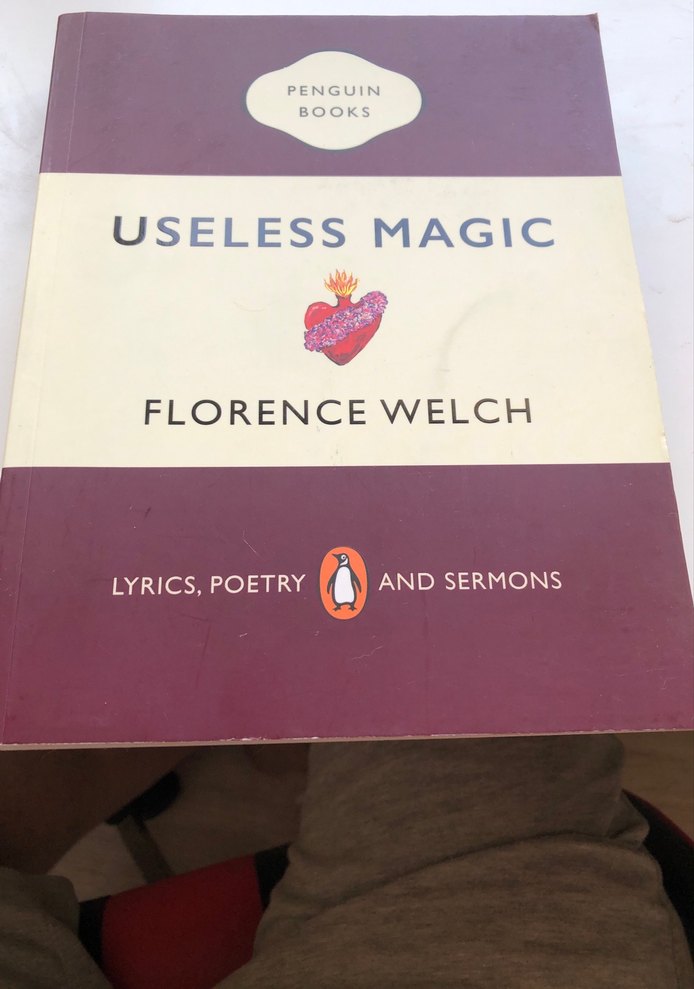 PENGUIN
BOOKS
USELESS MAGIC
FLORENCE WELCH
LYRICS, POETRY AND SERMONS